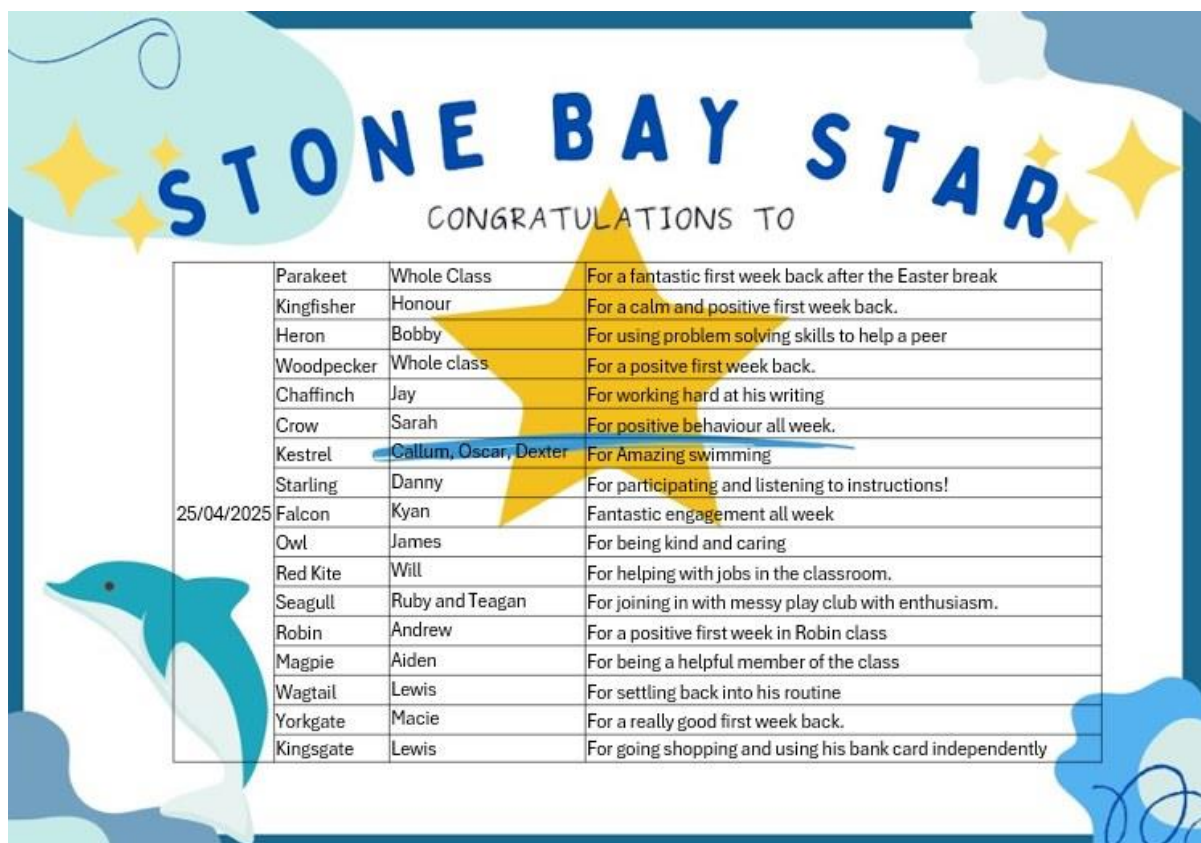 STONE BAY STAR
CONGRATULATIONS TO
Parakeet Whole Class For a fantastic first week back after the Easter break
Kingfisher Honour For a calm and positive first week back.
Heron Bobby For using problem solving skills to help a peer
Woodpecker Whole class For a positve first week back.
Chaffinch Jay For working hard at his writing
Crow Sarah For positive behaviour all week.
Kestrel Callum, Oscar, Dexter For Amazing swimming
Starling Danny For participating and listening to instructions!
25/04/2025 Falcon Kyan Fantastic engagement all week
Owl James For being kind and caring
Red Kite Will For helping with jobs in the classroom.
Seagull Ruby and Teagan For joining in with messy play club with enthusiasm.
Robin Andrew For a positive first week in Robin class
Magpie Aiden For being a helpful member of the class
Wagtail Lewis For settling back into his routine
Yorkgate Macie For a really good first week back.
Kingsgate Lewis For going shopping and using his bank card independently